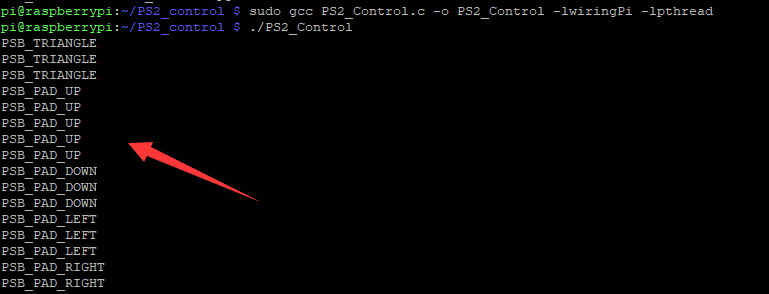 pi@raspberrypi:~/PS2_control $ sudo gcc PS2_Control.c -o PS2_Control -lwiringPi -lpthread
pi@raspberrypi:~/PS2_control $ ./PS2_Control
PSB_TRIANGLE
PSB_TRIANGLE
PSB_TRIANGLE
PSB_PAD_UP
PSB_PAD_UP
PSB_PAD_UP
PSB_PAD_UP
PSB_PAD_UP
PSB_PAD_DOWN
PSB_PAD_DOWN
PSB_PAD_DOWN
PSB_PAD_LEFT
PSB_PAD_LEFT
PSB_PAD_LEFT
PSB_PAD_RIGHT
PSB_PAD_RIGHT